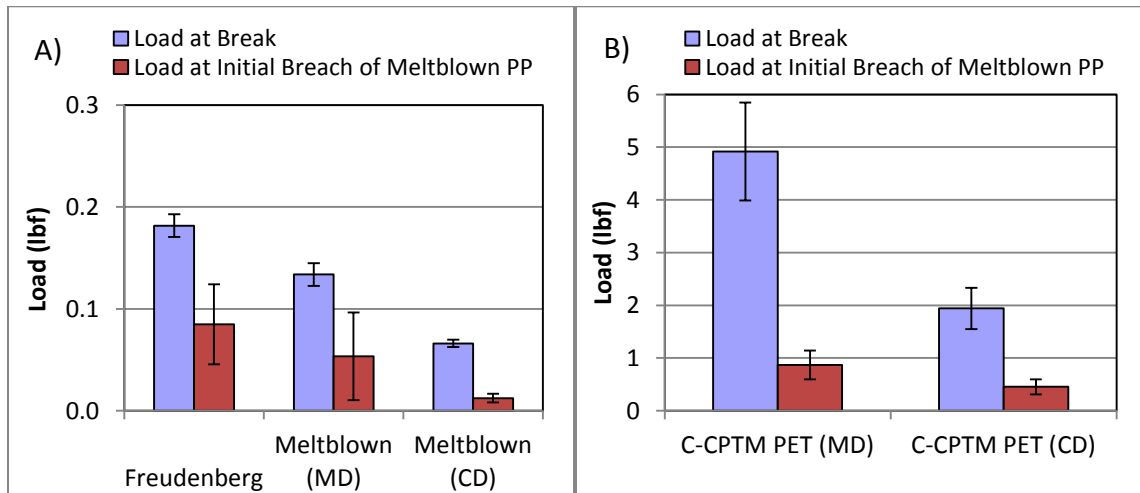 A)
Load at Break
Load at Initial Breach of Meltblown PP
Load (lbf)
0.3
0.2
0.1
0.0
Freudenberg
Meltblown
(MD)
Meltblown
(CD)
B)
Load at Break
Load at Initial Breach of Meltblown PP
Load (lbf)
6
5
4
3
2
1
0
C-CPTM PET (MD)
C-CPTM PET (CD)